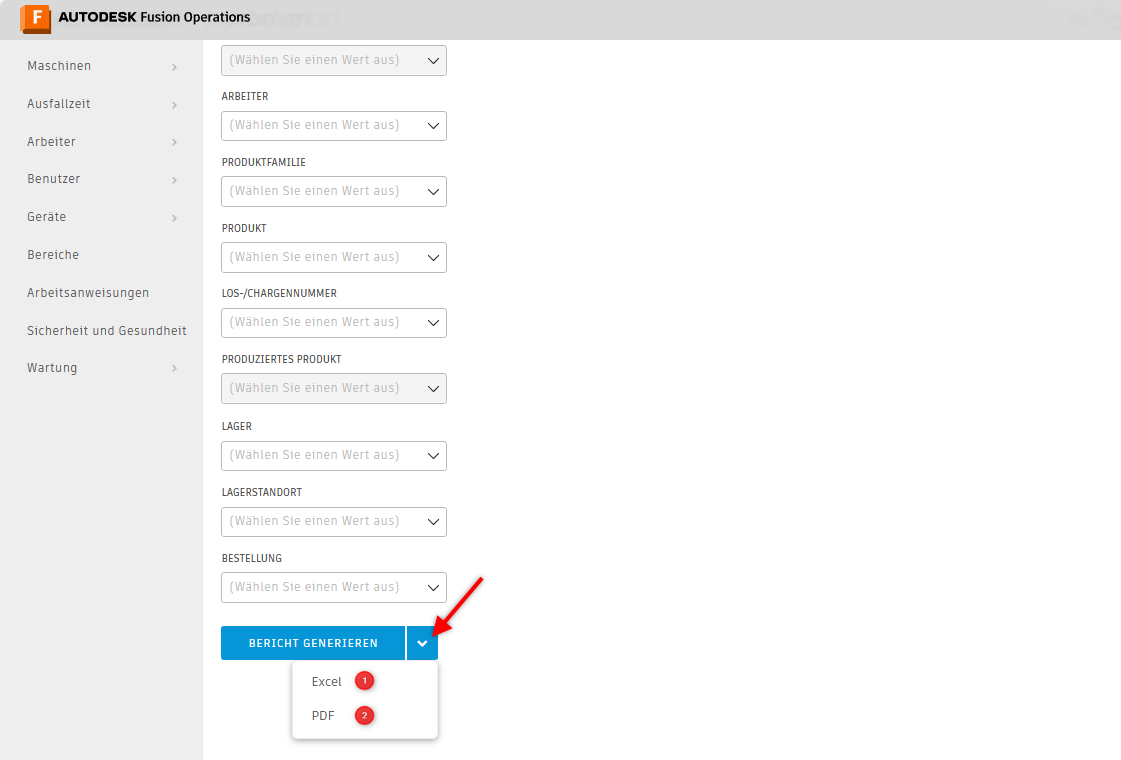 AUTODESK Fusion Operations
Maschinen
Ausfallzeit
Arbeiter
Benutzer
Geräte
Bereiche
Arbeitsanweisungen
Sicherheit und Gesundheit
Wartung
(Wählen Sie einen Wert aus)
ARBEITER
(Wählen Sie einen Wert aus)
PRODUKTFAMILIE
(Wählen Sie einen Wert aus)
PRODUKT
(Wählen Sie einen Wert aus)
LOS-/CHARGENNUMMER
(Wählen Sie einen Wert aus)
PRODUZIERTES PRODUKT
(Wählen Sie einen Wert aus)
LAGER
(Wählen Sie einen Wert aus)
LAGERSTANDORT
(Wählen Sie einen Wert aus)
BESTELLUNG
(Wählen Sie einen Wert aus)
BERICHT GENERIEREN
Excel 1
PDF 2